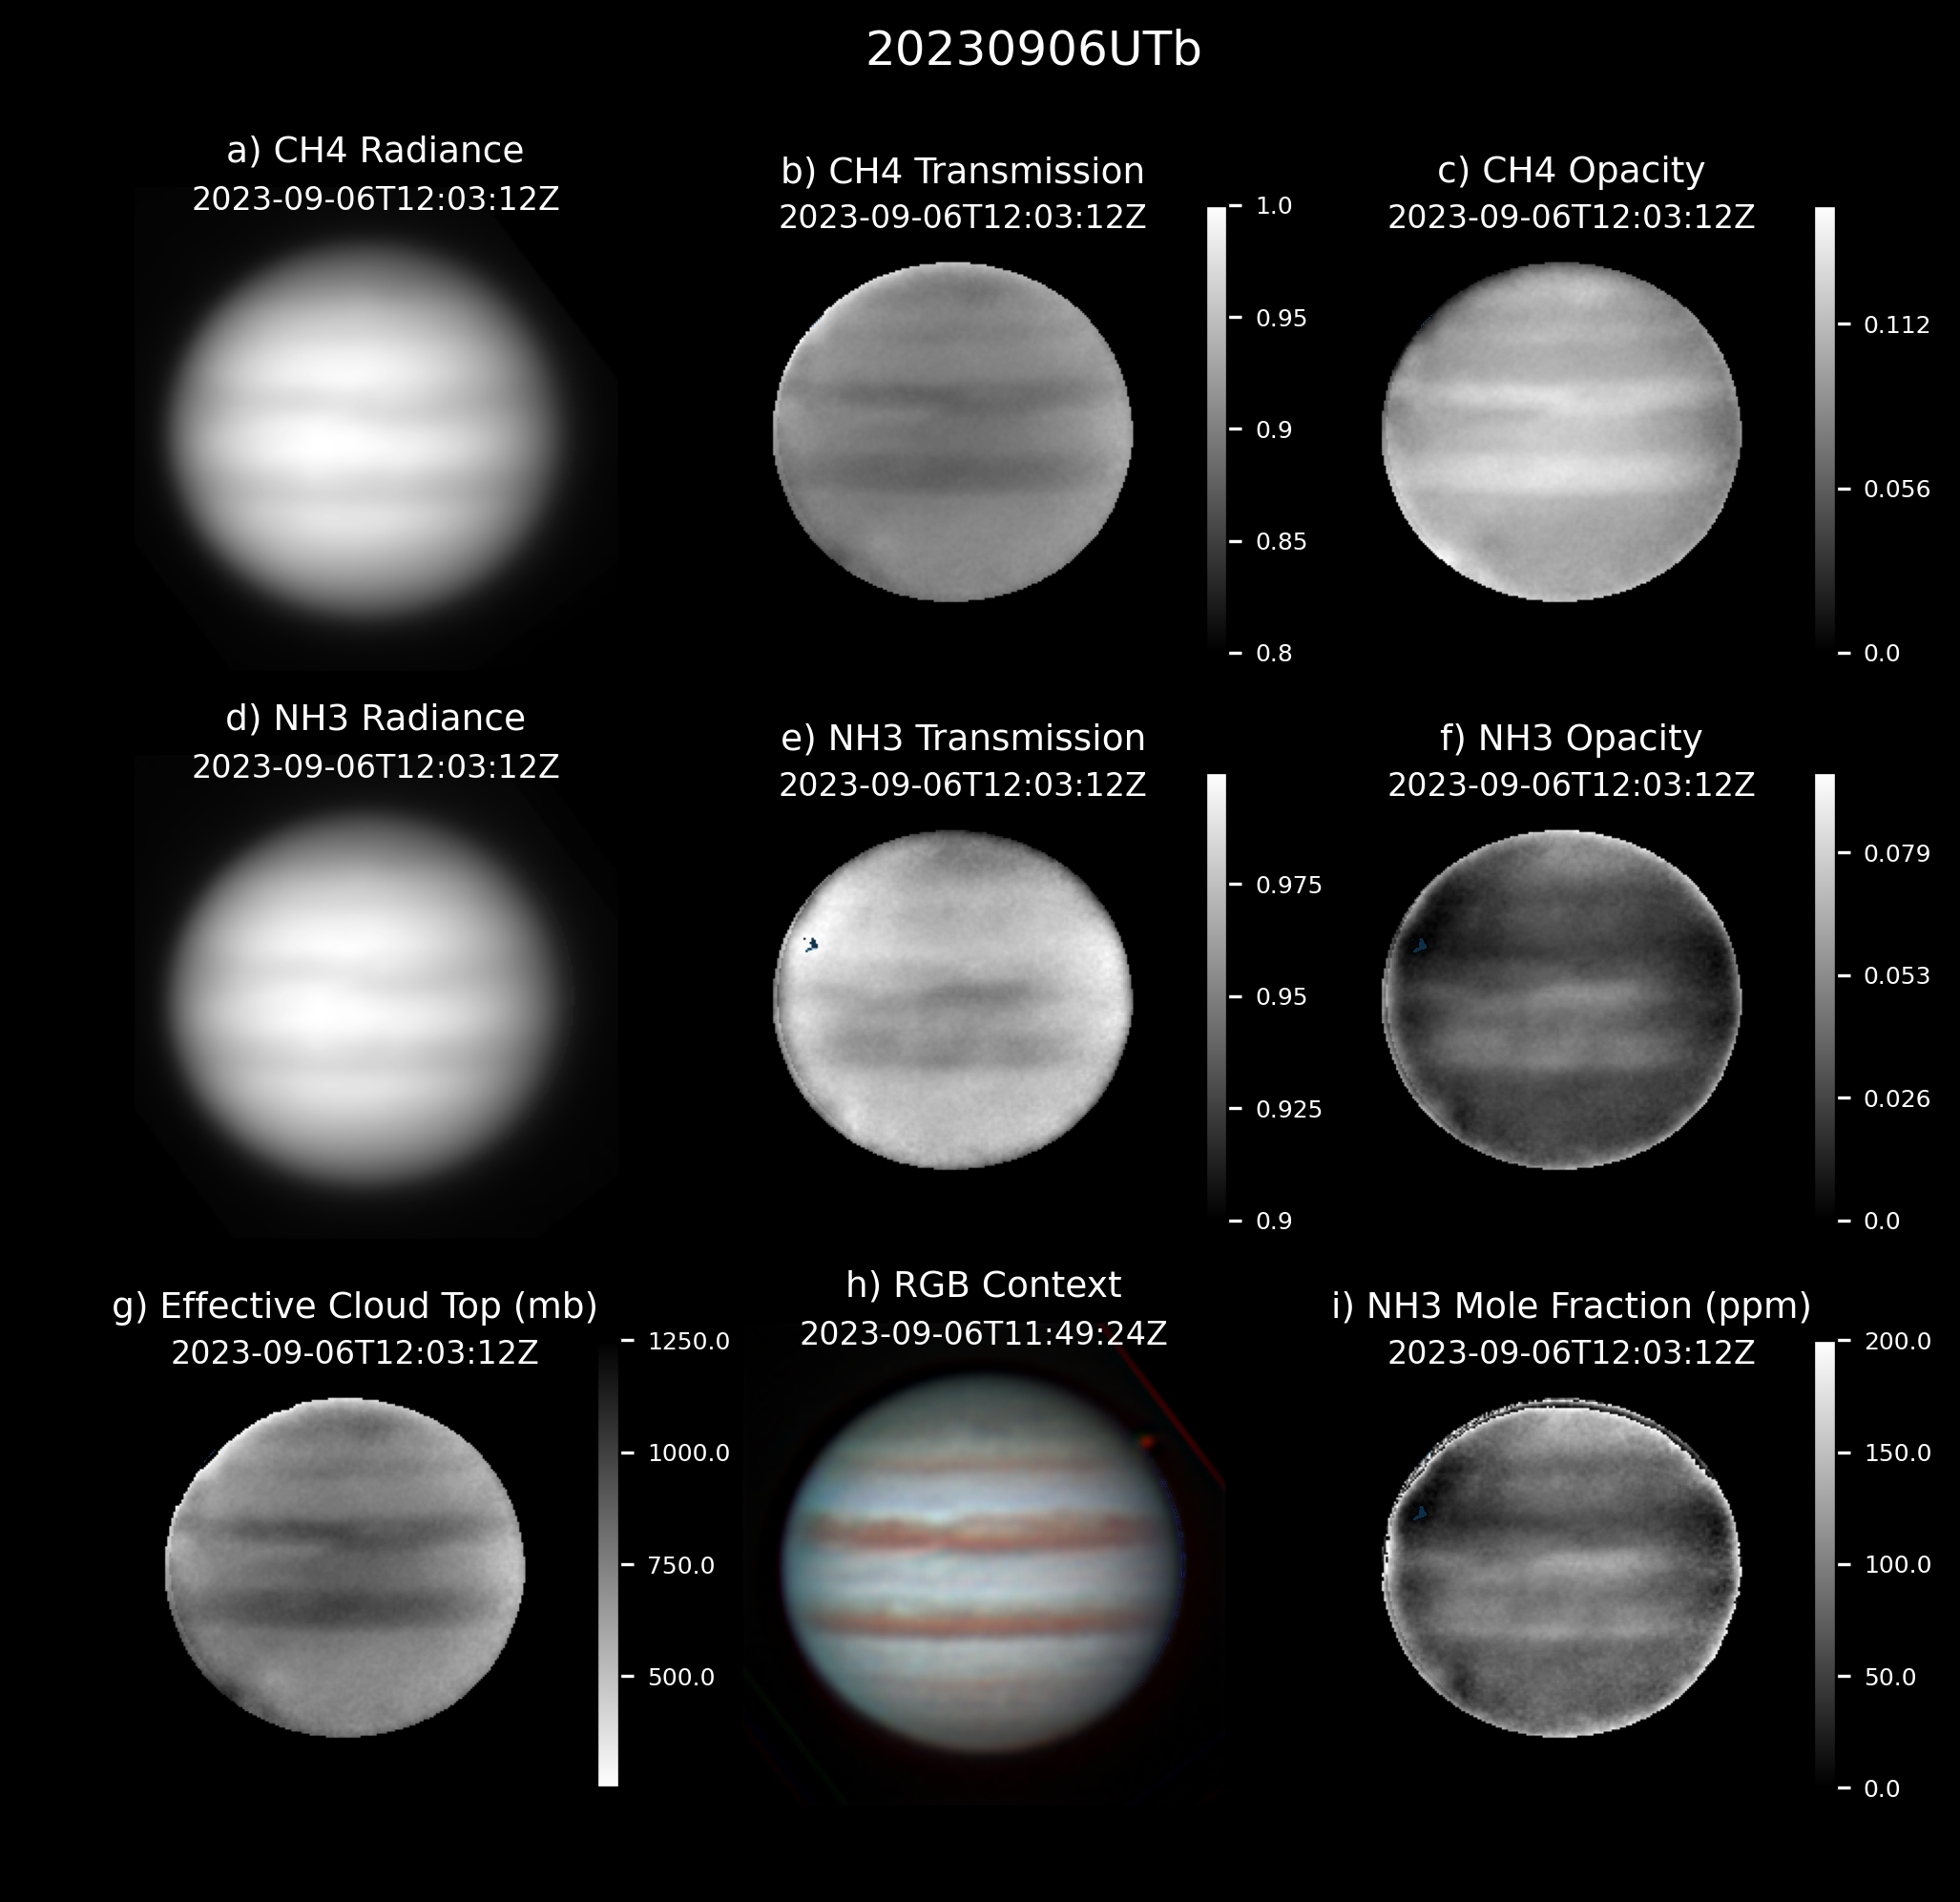 20230906UTb
a) CH4 Radiance
2023-09-06T12:03:12Z
b) CH4 Transmission
2023-09-06T12:03:12Z
1.0
0.95
0.9
0.85
0.8
c) CH4 Opacity
2023-09-06T12:03:12Z
0.112
0.056
0.0
d) NH3 Radiance
2023-09-06T12:03:12Z
e) NH3 Transmission
2023-09-06T12:03:12Z
0.975
0.95
0.925
0.9
f) NH3 Opacity
2023-09-06T12:03:12Z
0.079
0.053
0.026
0.0
g) Effective Cloud Top (mb)
2023-09-06T12:03:12Z
1250.0
1000.0
750.0
500.0
h) RGB Context
2023-09-06T11:49:24Z
i) NH3 Mole Fraction (ppm)
2023-09-06T12:03:12Z
200.0
150.0
100.0
50.0
0.0